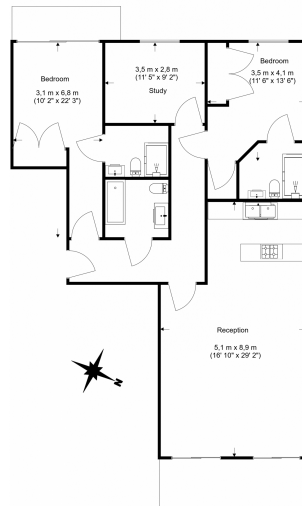 Bedroom
3,1 m x 6,8 m
(10' 2" x 22' 3")
3,5 m x 2,8 m
(11' 5" x 9' 2")
Study
Bedroom
3,5 m x 4,1 m
(11' 6" x 13' 6")
Reception
5,1 m x 8,9 m
(16' 10" x 29' 2")
N